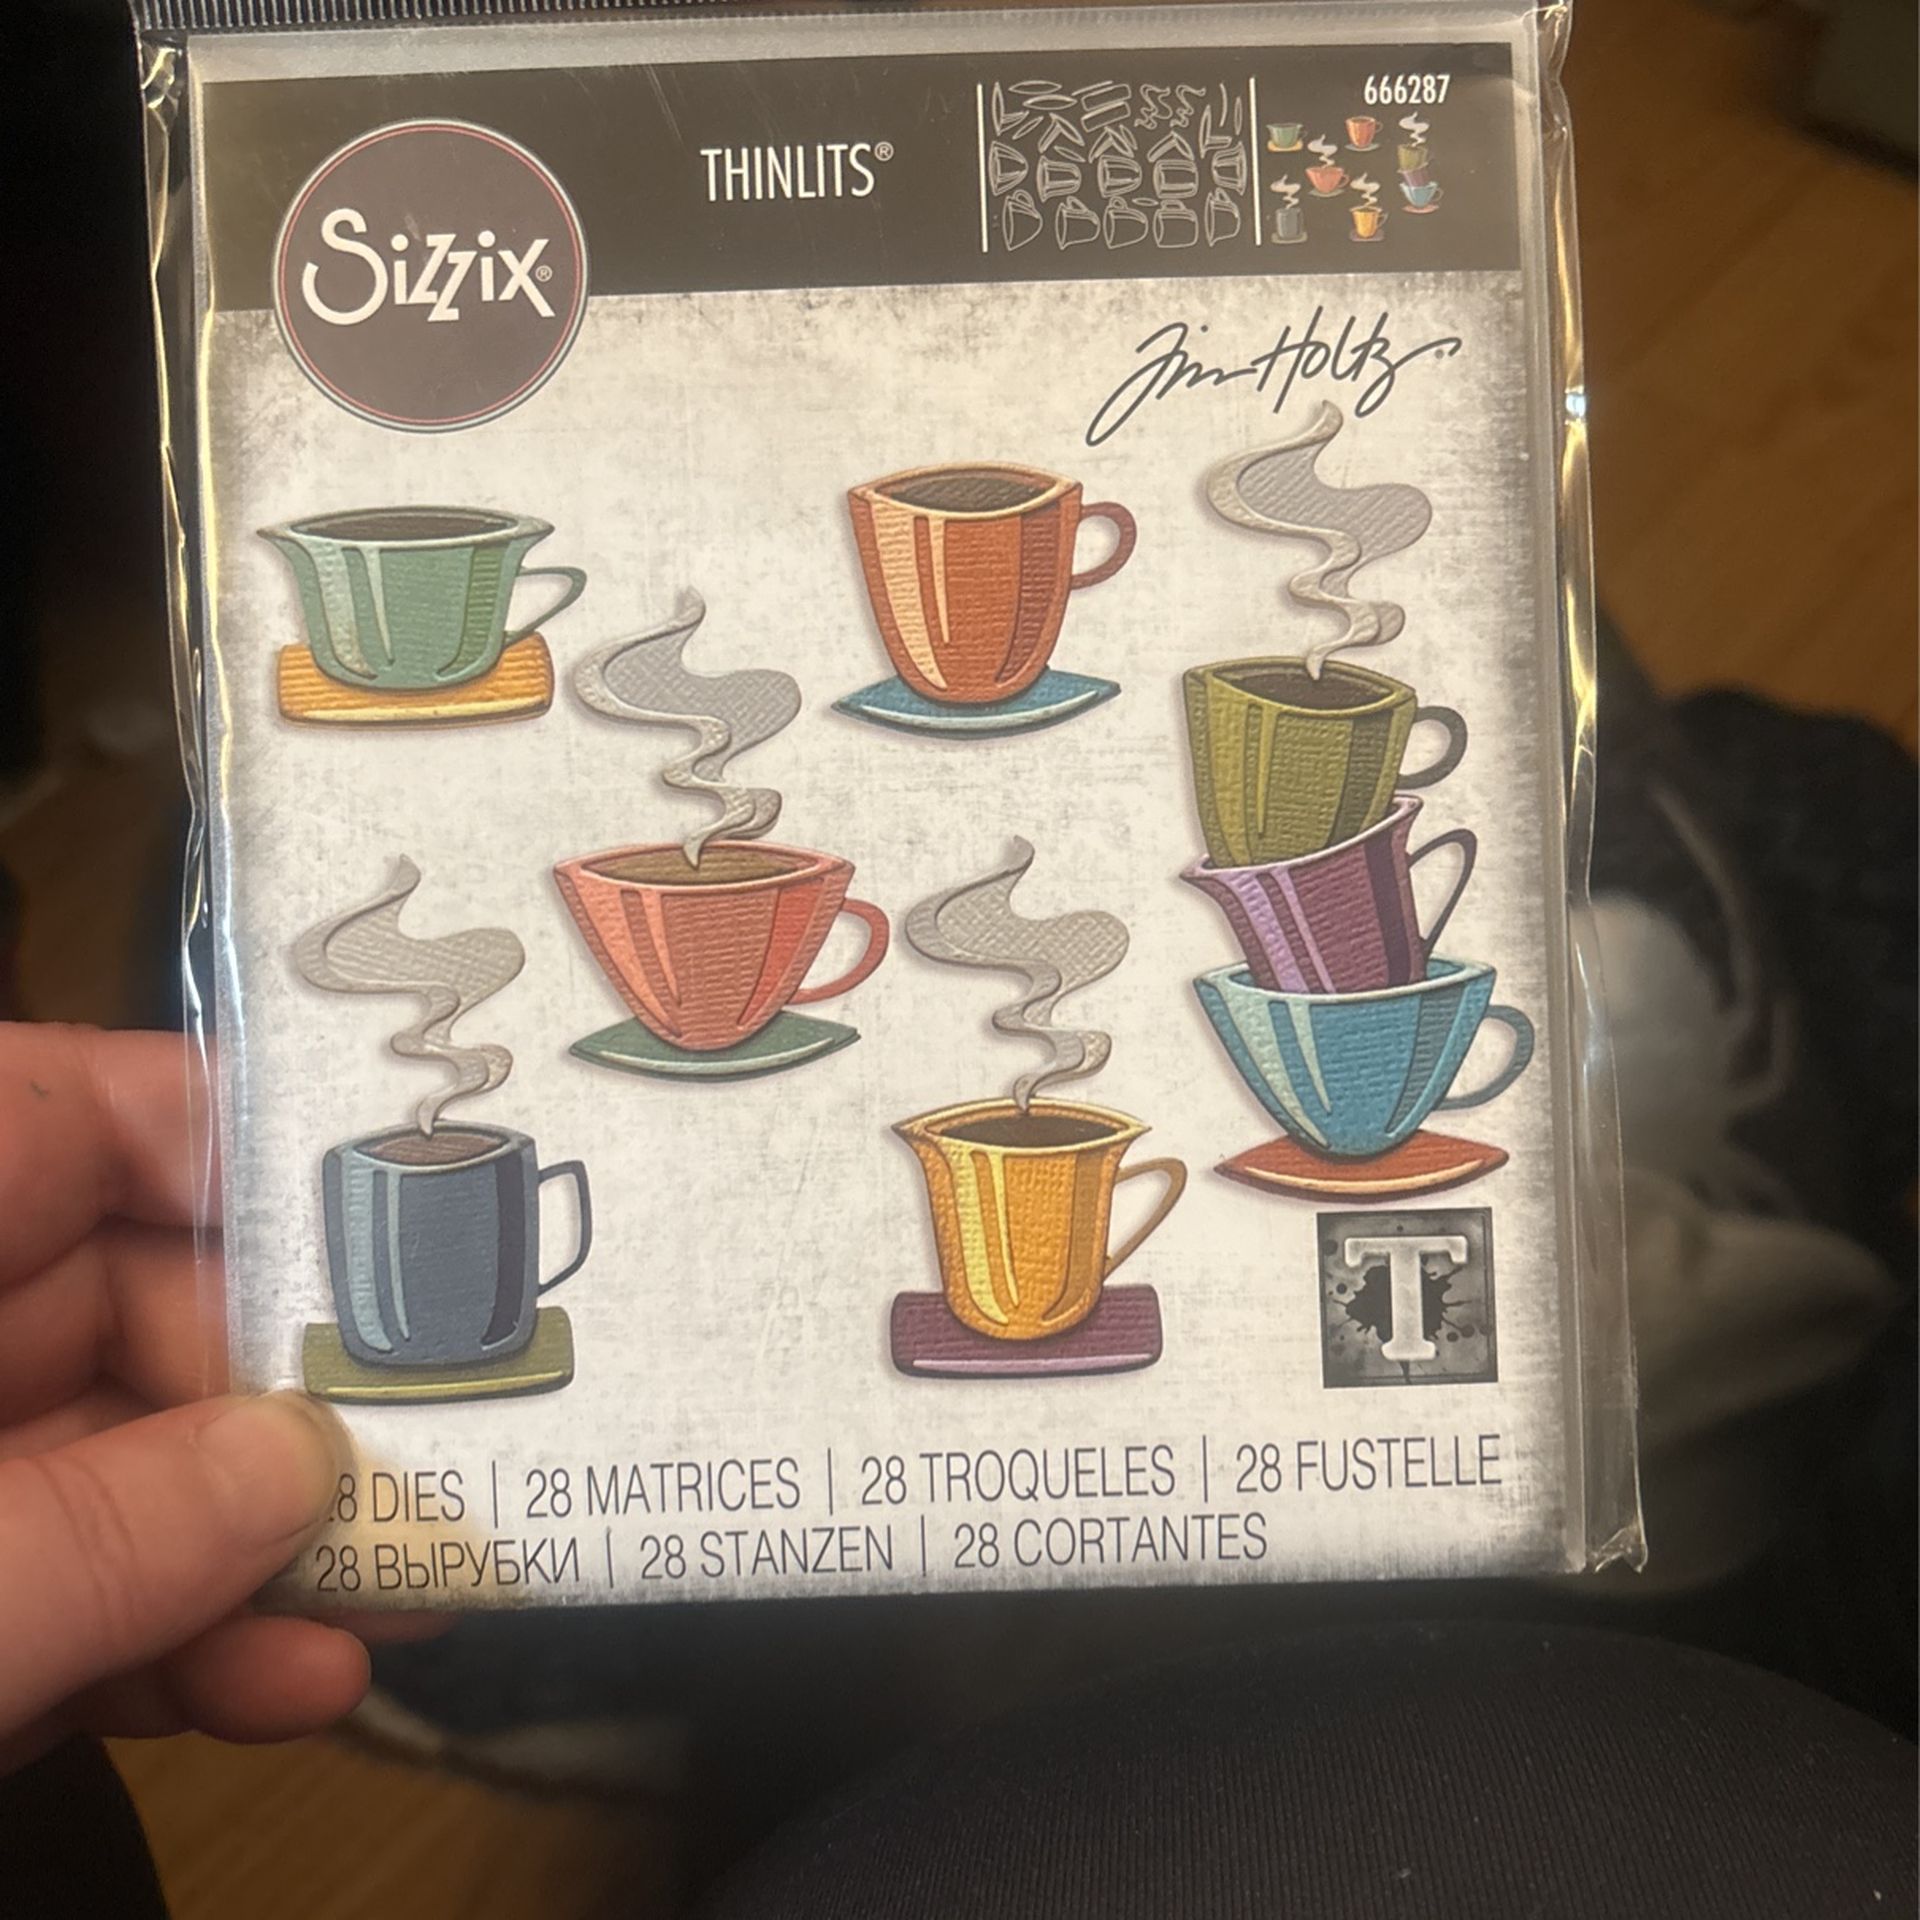 666287
THINLITS®
Sizzix®
Tim Holtz®
T
8 DIES | 28 MATRICES | 28 TROQUELES | 28 FUSTELLE
28 ВЫРУБКИ | 28 STANZEN | 28 CORTANTES